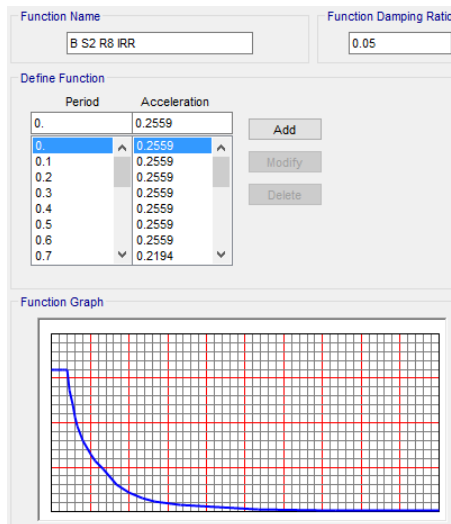 Function Name
Function Damping Ratio
B S2 R8 IRR
0.05
Define Function
Period Acceleration
0. 0.2559
Add
0. 0.2559
0.1 0.2559
Modify
0.2 0.2559
0.3 0.2559
Delete
0.4 0.2559
0.5 0.2559
0.6 0.2559
0.7 0.2194
Function Graph